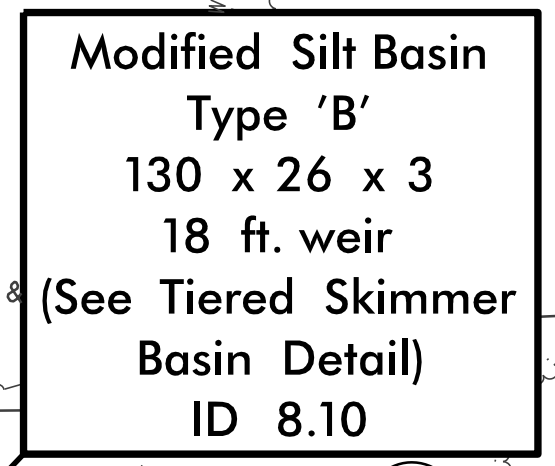 Modified Silt Basin
Type 'B'
130 x 26 x 3
18 ft. weir
&
(See Tiered Skimmer
Basin Detail)
ID 8.10